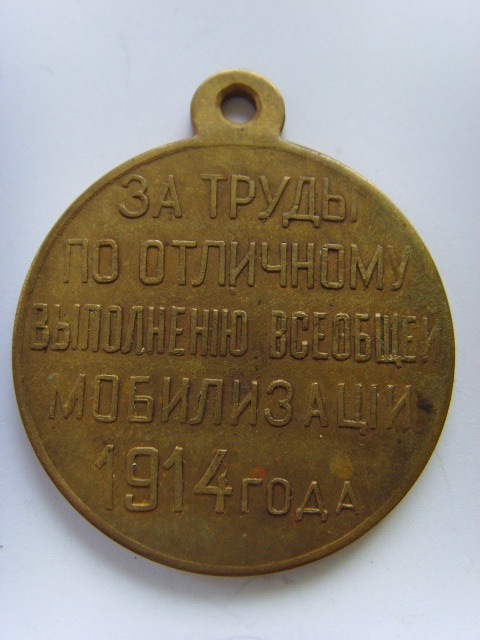 ЗА ТРУДЫ
ПО ОТЛИЧНОМУ
ВЫПОЛНЕНІЮ ВСЕОБЩЕЙ
МОБИЛИЗАЦІИ
1914 ГОДА